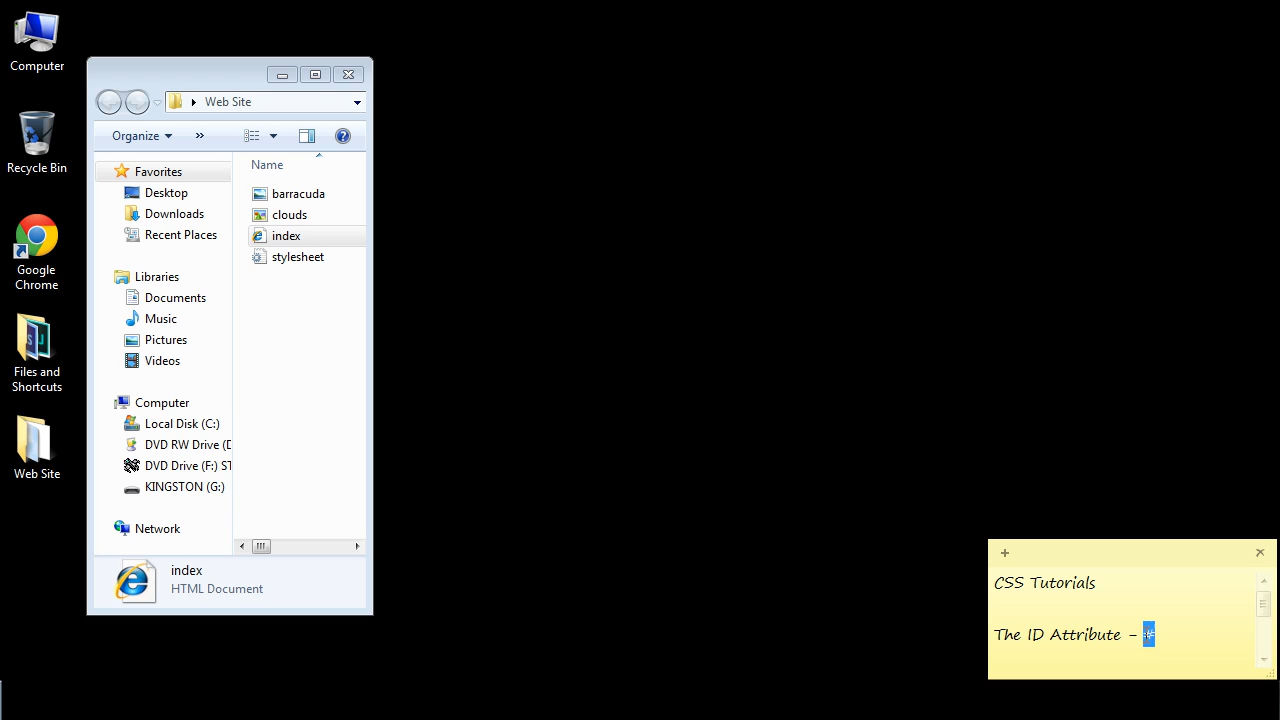 Computer
Recycle Bin
Google
Chrome
Files and
Shortcuts
Web Site
Web Site
Organize
»
Name
Favorites
Desktop
Downloads
Recent Places
Libraries
Documents
Music
Pictures
Videos
Computer
Local Disk (C:)
DVD RW Drive (D
DVD Drive (F:) ST
KINGSTON (G:)
Network
barracuda
clouds
index
stylesheet
index
HTML Document
CSS Tutorials
The ID Attribute - #